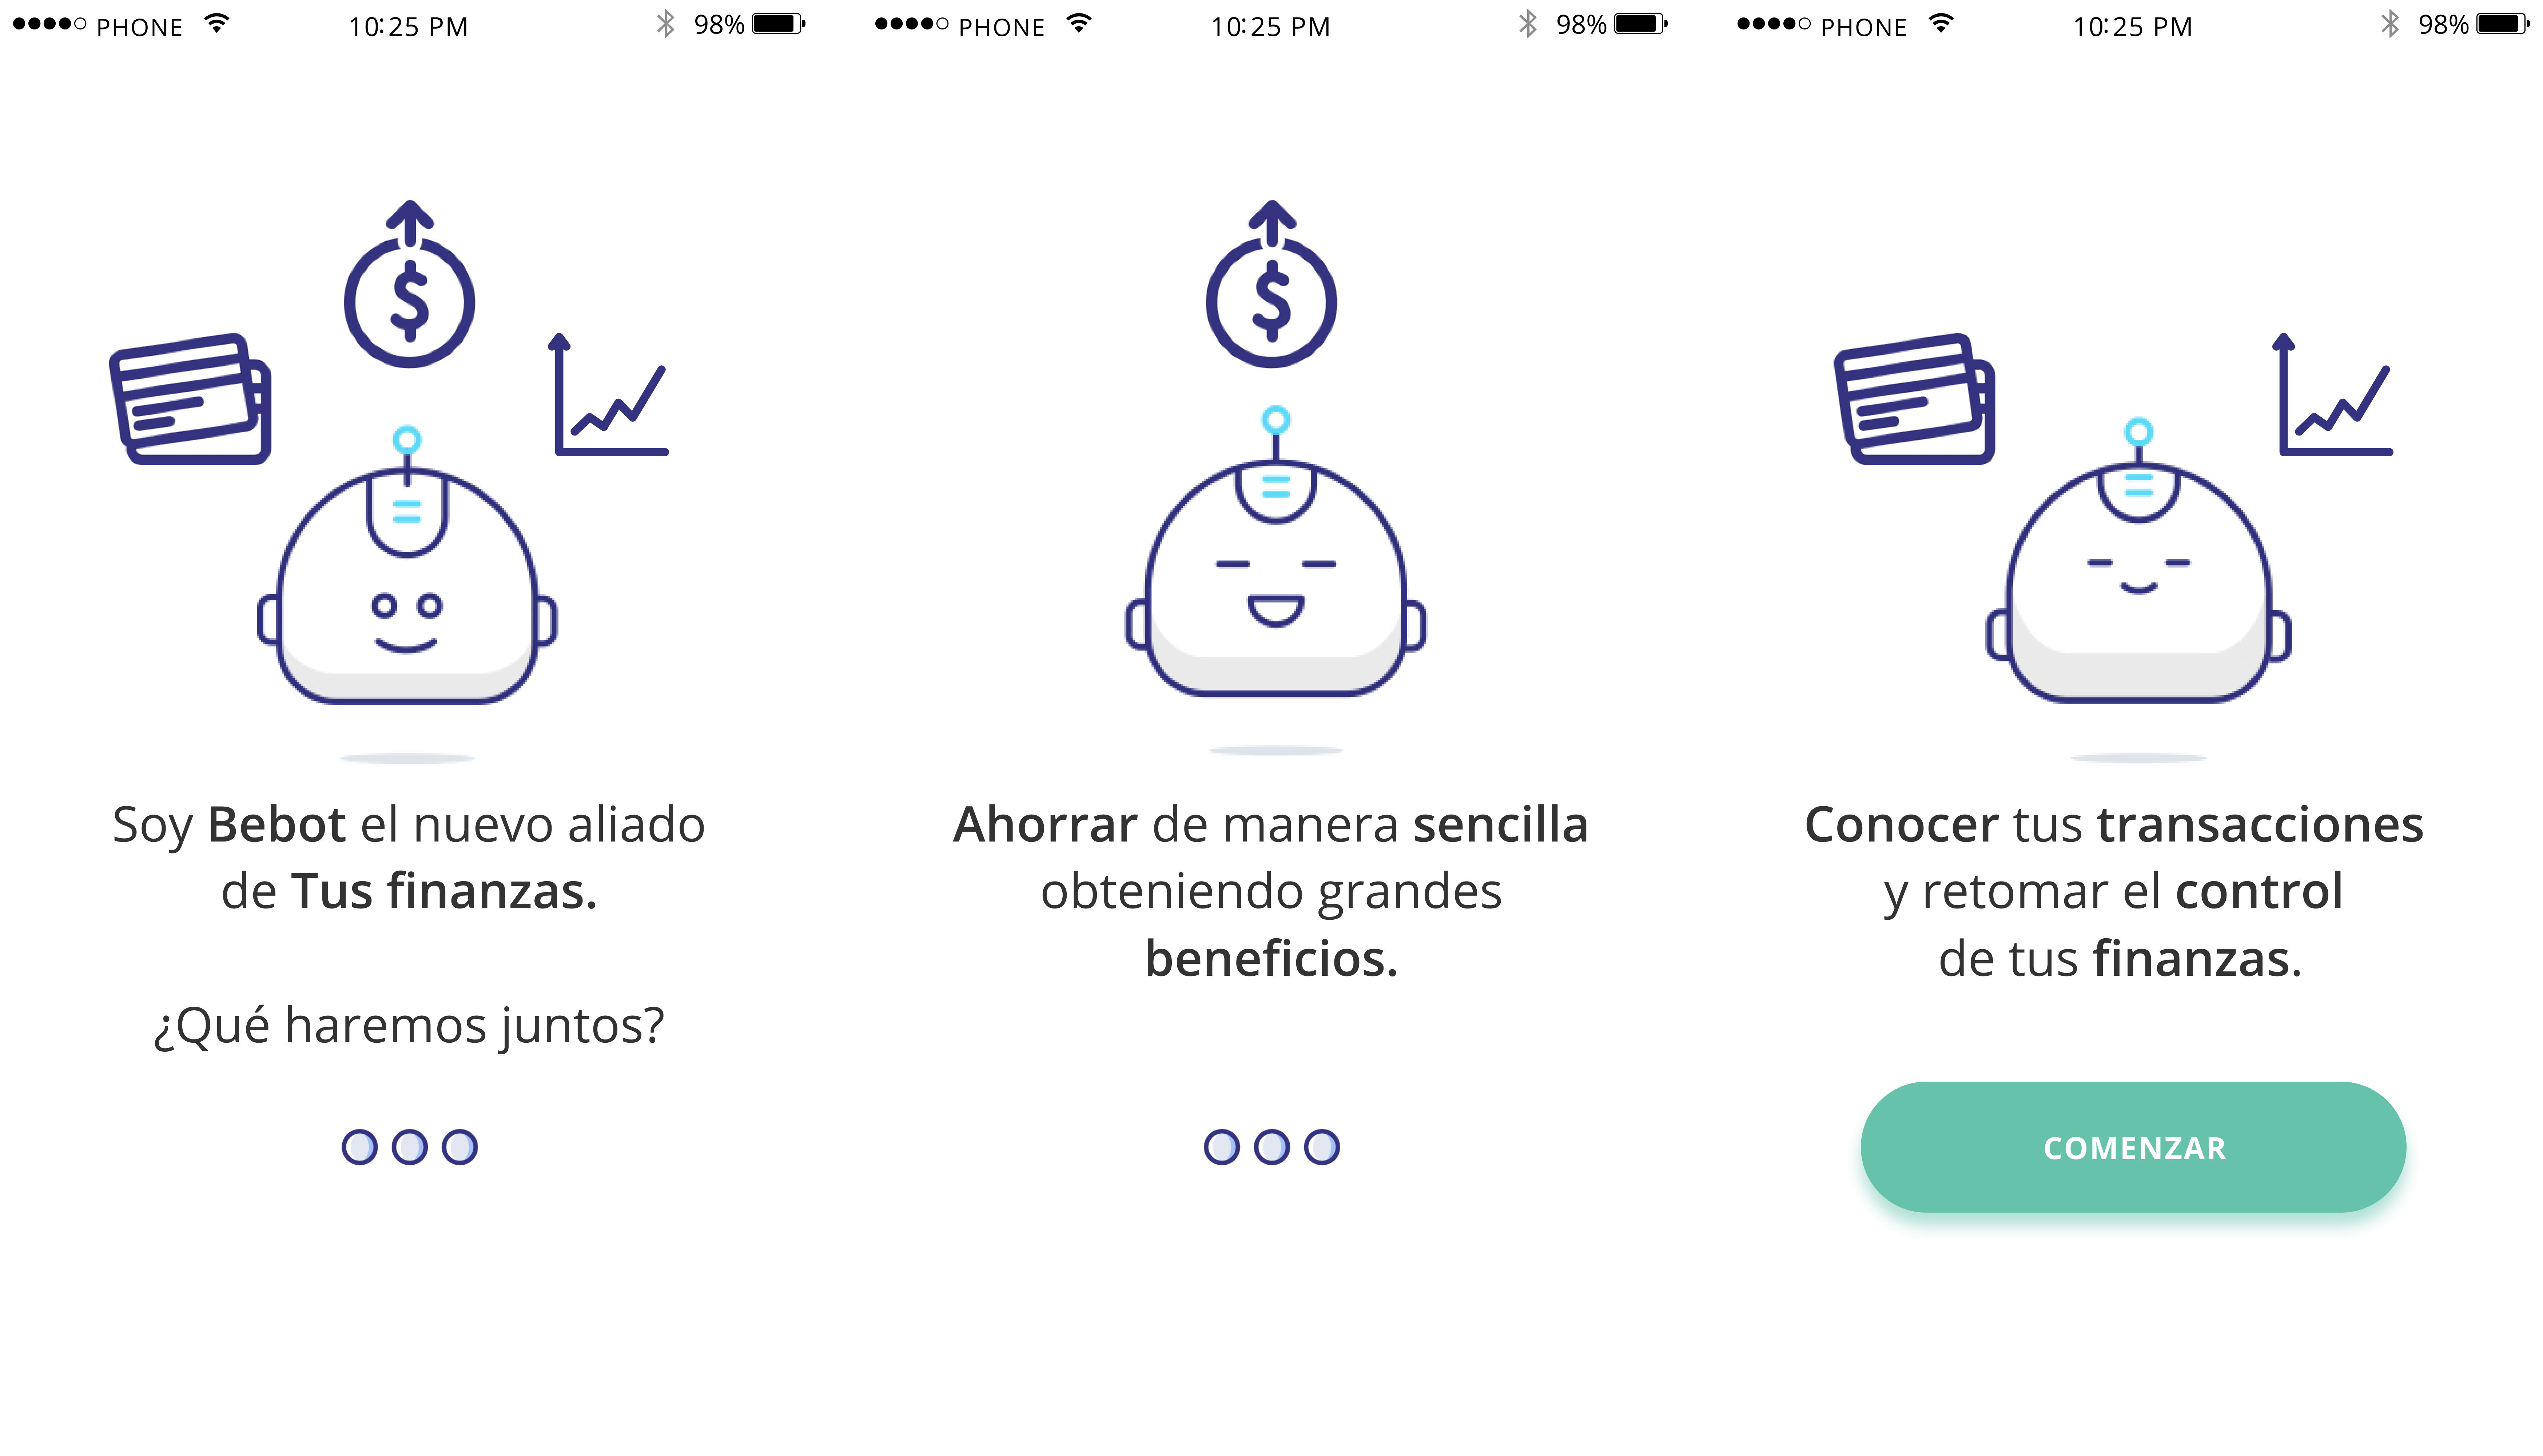 PHONE 10:25 PM 98%
Soy Bebot el nuevo aliado
de Tus finanzas.
¿Qué haremos juntos?
PHONE 10:25 PM 98%
Ahorrar de manera sencilla
obteniendo grandes
beneficios.
PHONE 10:25 PM 98%
Conocer tus transacciones
y retomar el control
de tus finanzas.
COMENZAR